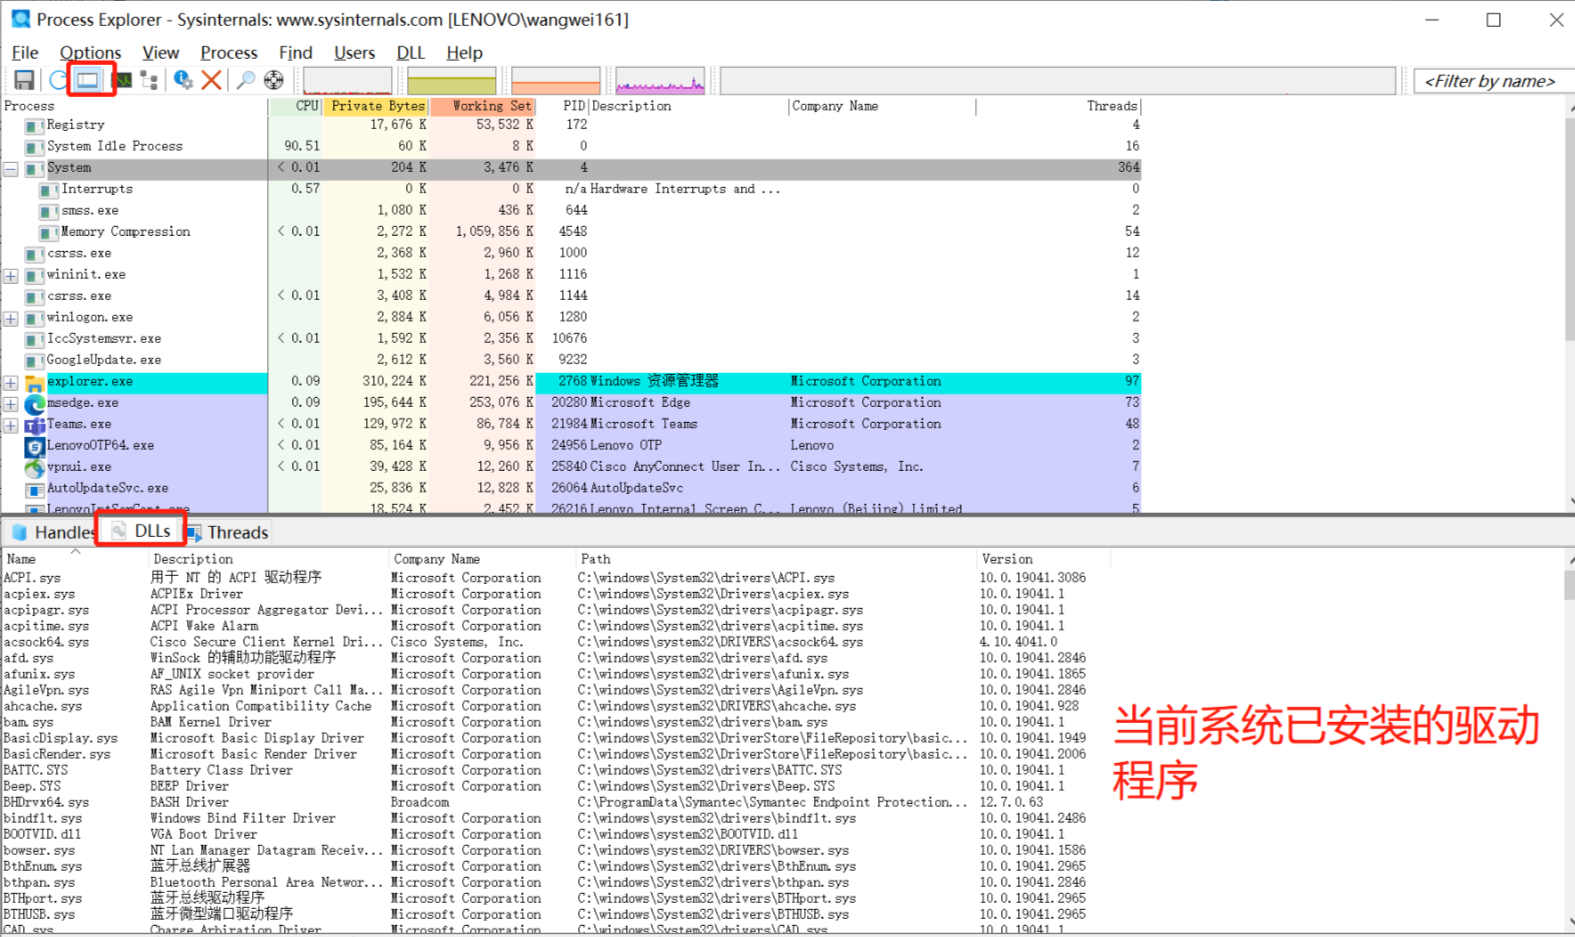 Process Explorer - Sysinternals: www.sysinternals.com [LENOVO\wangwei161]
File Options View Process Find Users DLL Help
<Filter by name>
Process CPU Private Bytes Working Set PID Description Company Name Threads
Registry 17,676 K 53,532 K 172 4
System Idle Process 90.51 60 K 8 K 0 16
System < 0.01 204 K 3,476 K 4 364
Interrupts 0.57 0 K 0 K n/a Hardware Interrupts and ... 0
smss.exe 1,080 K 436 K 644 2
Memory Compression < 0.01 2,272 K 1,059,856 K 4548 54
csrss.exe 2,368 K 2,960 K 1000 12
wininit.exe 1,532 K 1,268 K 1116 1
csrss.exe < 0.01 3,408 K 4,984 K 1144 14
winlogon.exe 2,884 K 6,056 K 1280 2
IccSystemsvr.exe < 0.01 1,592 K 2,356 K 10676 3
GoogleUpdate.exe 2,612 K 3,560 K 9232 3
explorer.exe 0.09 310,224 K 221,256 K 2768 Windows 资源管理器 Microsoft Corporation 97
msedge.exe 0.09 195,644 K 253,076 K 20280 Microsoft Edge Microsoft Corporation 73
Teams.exe < 0.01 129,972 K 86,784 K 21984 Microsoft Teams Microsoft Corporation 48
LenovoOTP64.exe < 0.01 85,164 K 9,956 K 24956 Lenovo OTP Lenovo 2
vpnui.exe < 0.01 39,428 K 12,260 K 25840 Cisco AnyConnect User In... Cisco Systems, Inc. 7
AutoUpdateSvc.exe 25,836 K 12,828 K 26064 AutoUpdateSvc 6
18,524 K 2,452 K 26216 Lenovo Internal Screen C... Lenovo (Beijing) Limited 5
Handles DLLs Threads
Name Description Company Name Path Version
ACPI.sys 用于 NT 的 ACPI 驱动程序 Microsoft Corporation C:\windows\System32\drivers\ACPI.sys 10.0.19041.3086
acpiex.sys ACPIEx Driver Microsoft Corporation C:\windows\System32\Drivers\acpiex.sys 10.0.19041.1
acpipagr.sys ACPI Processor Aggregator Devi... Microsoft Corporation C:\windows\System32\drivers\acpipagr.sys 10.0.19041.1
acpitime.sys ACPI Wake Alarm Microsoft Corporation C:\windows\System32\drivers\acpitime.sys 10.0.19041.1
acsock64.sys Cisco Secure Client Kernel Dri... Cisco Systems, Inc. C:\windows\system32\DRIVERS\acsock64.sys 4.10.4041.0
afd.sys WinSock 的辅助功能驱动程序 Microsoft Corporation C:\windows\system32\drivers\afd.sys 10.0.19041.2846
afunix.sys AF_UNIX socket provider Microsoft Corporation C:\windows\system32\drivers\afunix.sys 10.0.19041.1865
AgileVpn.sys RAS Agile Vpn Miniport Call Ma... Microsoft Corporation C:\windows\System32\drivers\AgileVpn.sys 10.0.19041.2846
ahcache.sys Application Compatibility Cache Microsoft Corporation C:\windows\system32\DRIVERS\ahcache.sys 10.0.19041.928
bam.sys BAM Kernel Driver Microsoft Corporation C:\windows\system32\drivers\bam.sys 10.0.19041.1
BasicDisplay.sys Microsoft Basic Display Driver Microsoft Corporation C:\windows\System32\DriverStore\FileRepository\basic... 10.0.19041.1949
BasicRender.sys Microsoft Basic Render Driver Microsoft Corporation C:\windows\System32\DriverStore\FileRepository\basic... 10.0.19041.2006
BATTC.SYS Battery Class Driver Microsoft Corporation C:\windows\System32\drivers\BATTC.SYS 10.0.19041.1
Beep.SYS BEEP Driver Microsoft Corporation C:\windows\System32\Drivers\Beep.SYS 10.0.19041.1
BHDrvx64.sys BASH Driver Broadcom C:\ProgramData\Symantec\Symantec Endpoint Protection... 12.7.0.63
bindflt.sys Windows Bind Filter Driver Microsoft Corporation C:\windows\system32\drivers\bindflt.sys 10.0.19041.2486
BOOTVID.dll VGA Boot Driver Microsoft Corporation C:\windows\system32\BOOTVID.dll 10.0.19041.1
bowser.sys NT Lan Manager Datagram Receiv... Microsoft Corporation C:\windows\system32\DRIVERS\bowser.sys 10.0.19041.1586
BthEnum.sys 蓝牙总线扩展器 Microsoft Corporation C:\windows\System32\drivers\BthEnum.sys 10.0.19041.2965
bthpan.sys Bluetooth Personal Area Networ... Microsoft Corporation C:\windows\System32\drivers\bthpan.sys 10.0.19041.2846
BTHport.sys 蓝牙总线驱动程序 Microsoft Corporation C:\windows\System32\drivers\BTHport.sys 10.0.19041.2965
BTHUSB.sys 蓝牙微型端口驱动程序 Microsoft Corporation C:\windows\System32\drivers\BTHUSB.sys 10.0.19041.2965
CAD.sys Charge Arbitration Driver Microsoft Corporation C:\windows\System32\drivers\CAD.sys 10.0.19041.1
当前系统已安装的驱动
程序